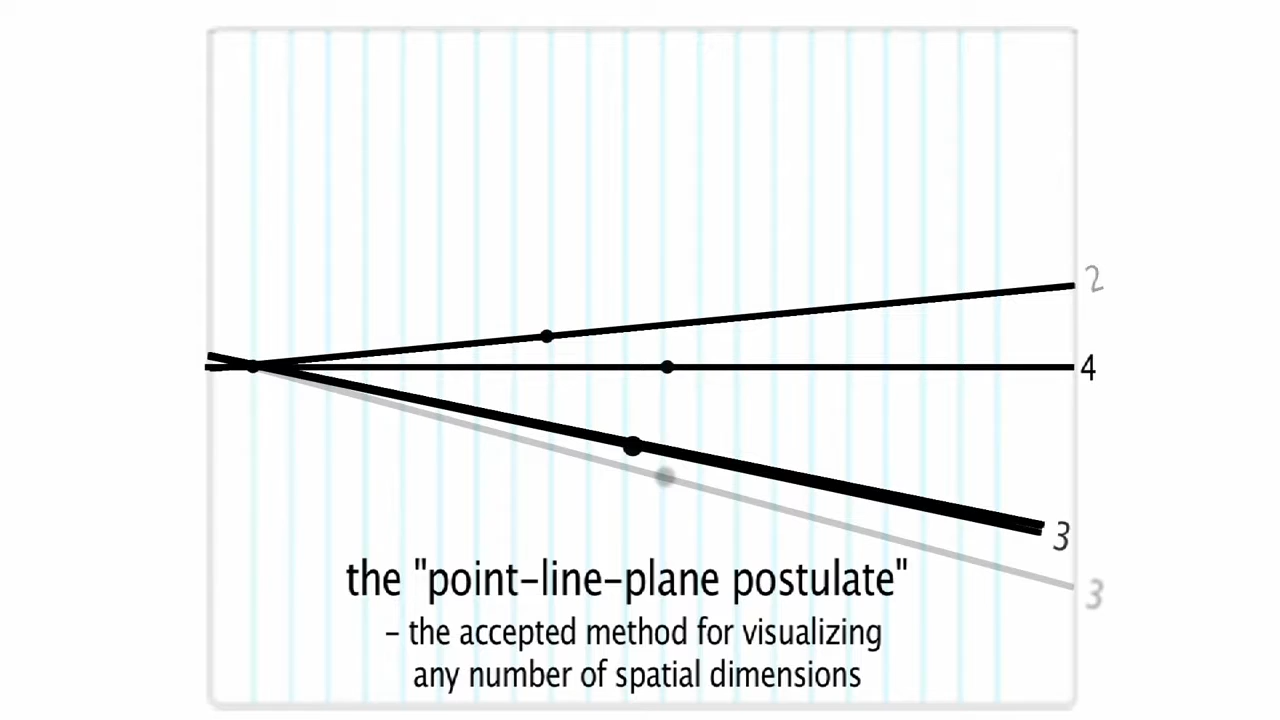 2
4
3
3
the "point–line–plane postulate"
– the accepted method for visualizing
any number of spatial dimensions